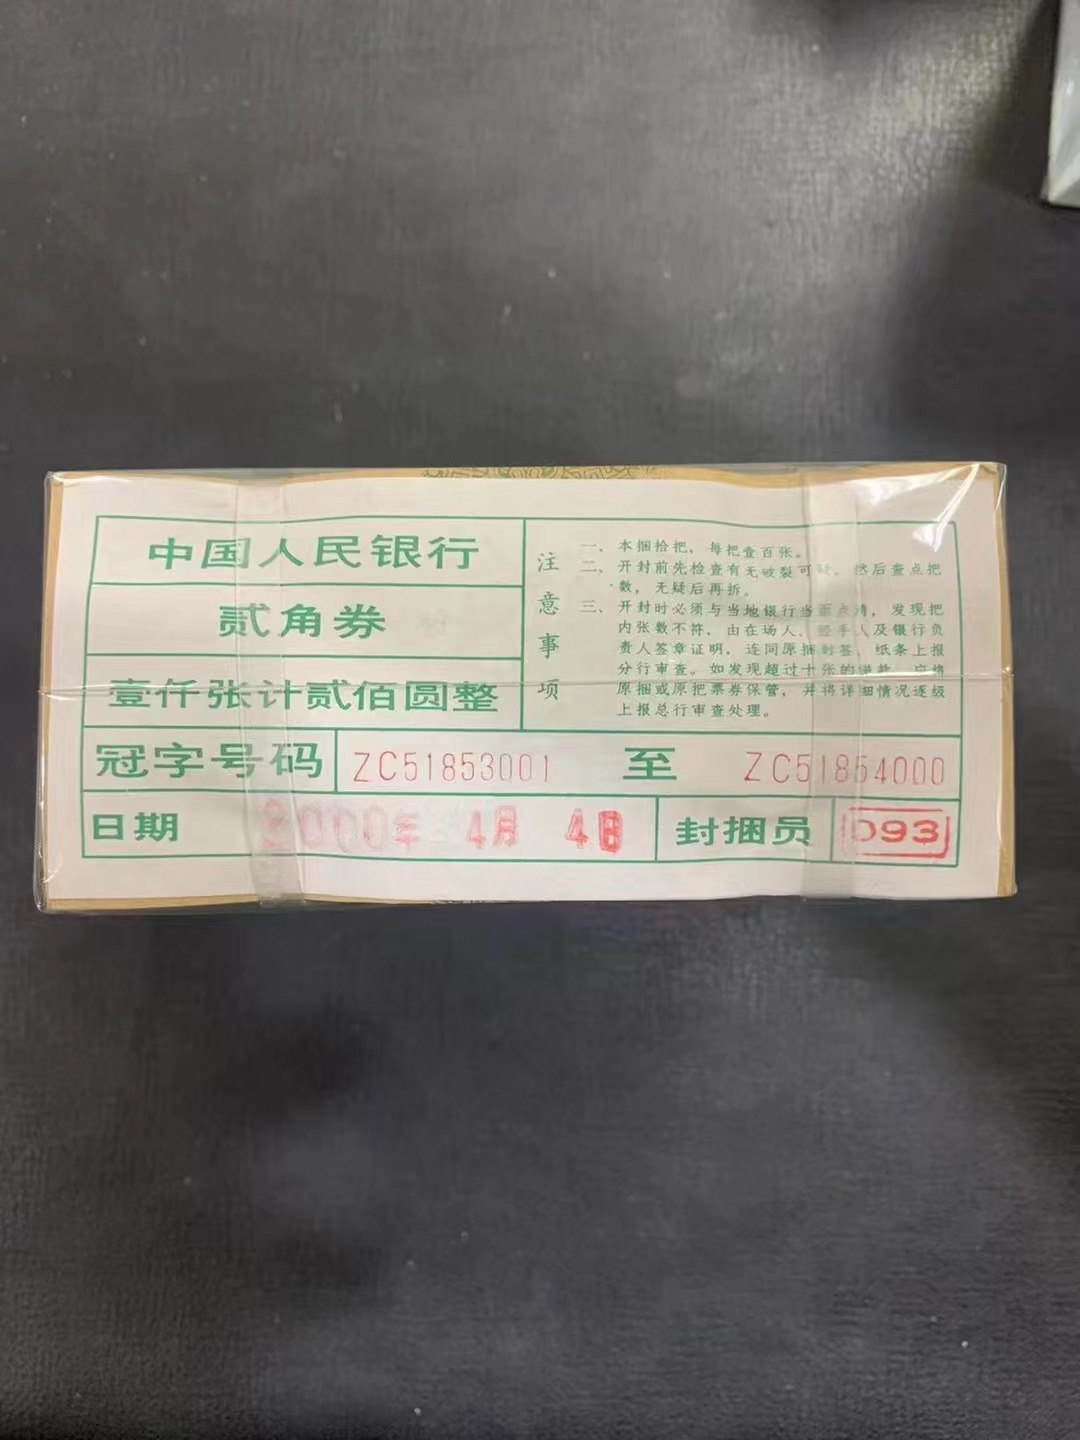 中国人民银行
贰角券
壹仟张计贰佰圆整
注意事项
一、本捆拾把，每把壹百张。
二、开封前先检查有无破裂可疑，然后查点把
数，无疑后再拆。
三、开封时必须与当地银行当面点清，发现把
内张数不符，由在场人、经手人及银行负
责人签章证明，连同原捆封签、纸条上报
分行审查。如发现超过十张的
原捆或原把票券保管，并将详细情况逐级
上报总行审查处理。
冠字号码 ZC51853001 至 ZC51854000
日期 2000年 4月 4日 封捆员 093